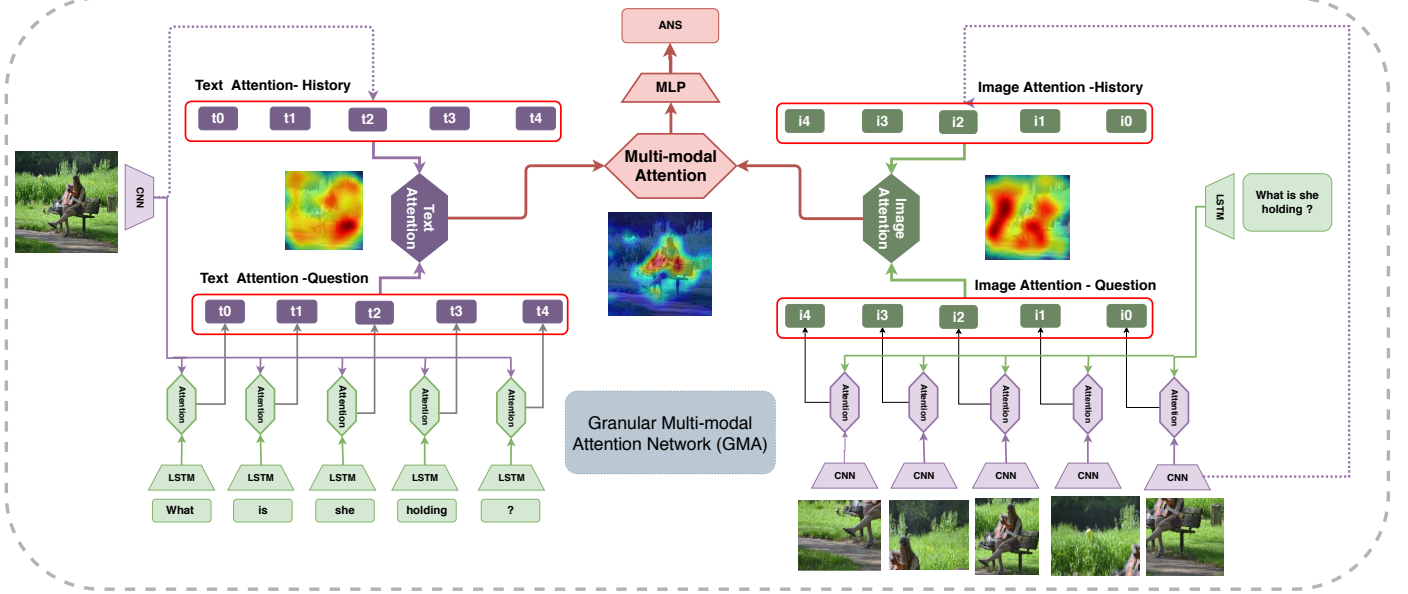 ANS
MLP
Multi-modal
Attention
Text Attention- History
t0 t1 t2 t3 t4
CNN
Text
Attention
Text Attention -Question
t0 t1 t2 t3 t4
Attention Attention Attention Attention Attention
LSTM LSTM LSTM LSTM LSTM
What is she holding ?
Image Attention -History
i4 i3 i2 i1 i0
Image
Attention
LSTM
What is she
holding ?
Image Attention - Question
i4 i3 i2 i1 i0
Attention Attention Attention Attention Attention
CNN CNN CNN CNN CNN
Granular Multi-modal
Attention Network (GMA)